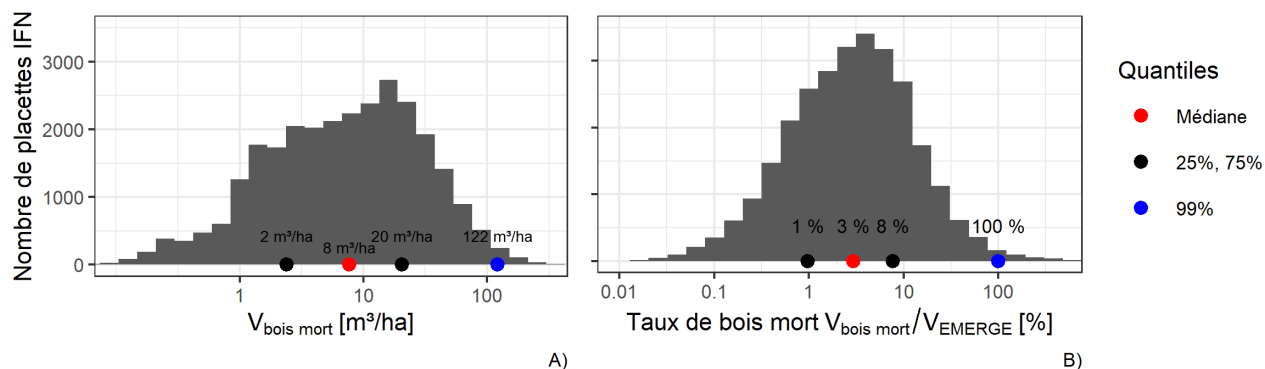 Nombre de placettes IFN
3000
2000
1000
0
2 m³/ha
8 m³/ha
20 m³/ha
122 m³/ha
1
10
100
V bois mort [m³/ha]
A)
1 %
3 %
8 %
100 %
0.01
0.1
1
10
100
Taux de bois mort V bois mort/V EMERGE [%]
B)
Quantiles
Médiane
25%, 75%
99%